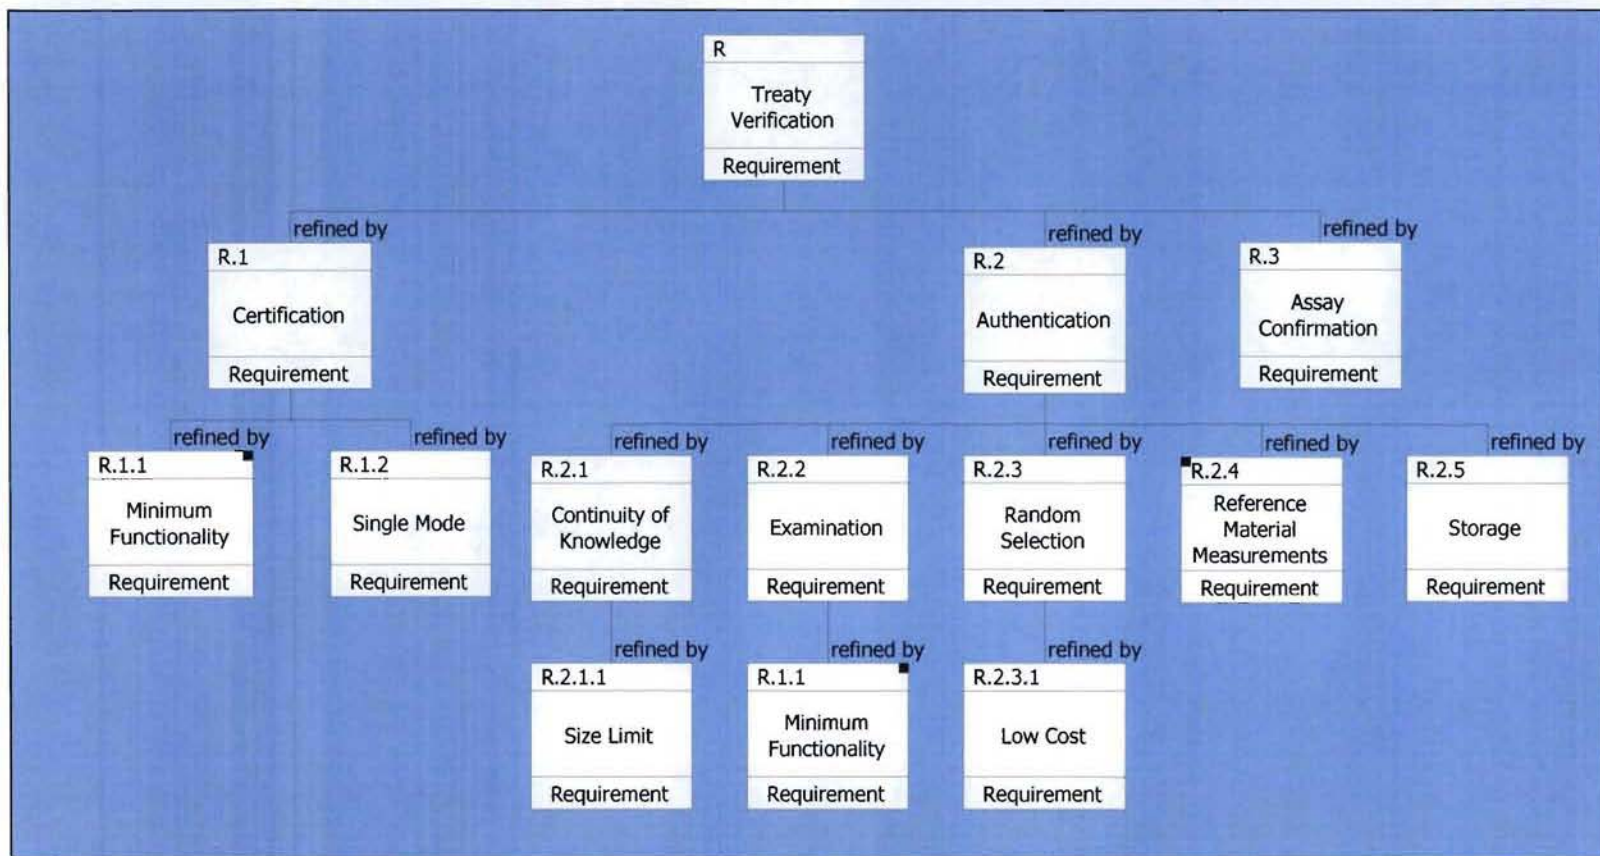 R
Treaty
Verification
Requirement
refined by
refined by
refined by
R.1
Certification
Requirement
R.2
Authentication
Requirement
R.3
Assay
Confirmation
Requirement
refined by
refined by
refined by
refined by
refined by
refined by
refined by
R.1.1
Minimum
Functionality
Requirement
R.1.2
Single Mode
Requirement
R.2.1
Continuity of
Knowledge
Requirement
R.2.2
Examination
Requirement
R.2.3
Random
Selection
Requirement
R.2.4
Reference
Material
Measurements
Requirement
R.2.5
Storage
Requirement
refined by
refined by
refined by
R.2.1.1
Size Limit
Requirement
R.1.1
Minimum
Functionality
Requirement
R.2.3.1
Low Cost
Requirement